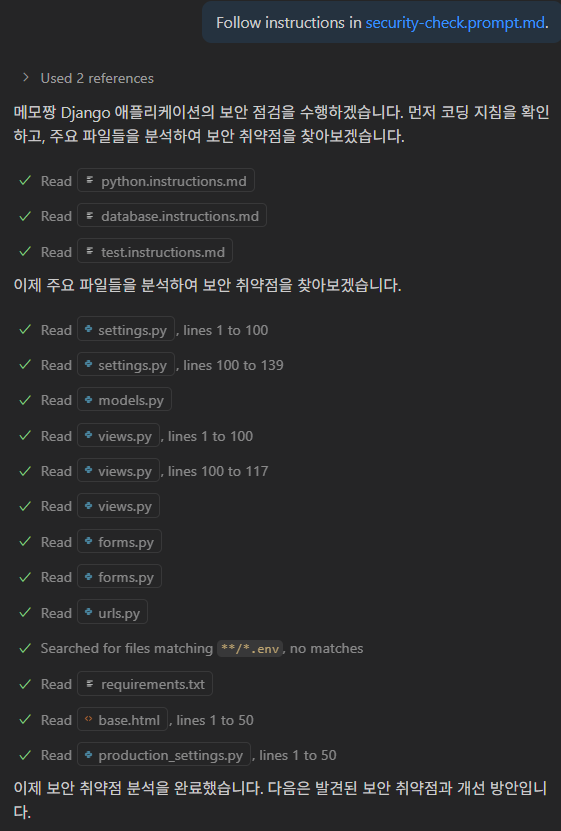 Follow instructions in security-check.prompt.md.
Used 2 references
메모짱 Django 애플리케이션의 보안 점검을 수행하겠습니다. 먼저 코딩 지침을 확인
하고, 주요 파일들을 분석하여 보안 취약점을 찾아보겠습니다.
Read python.instructions.md
Read database.instructions.md
Read test.instructions.md
이제 주요 파일들을 분석하여 보안 취약점을 찾아보겠습니다.
Read settings.py, lines 1 to 100
Read settings.py, lines 100 to 139
Read models.py
Read views.py, lines 1 to 100
Read views.py, lines 100 to 117
Read views.py
Read forms.py
Read forms.py
Read urls.py
Searched for files matching **/*.env, no matches
Read requirements.txt
Read base.html, lines 1 to 50
Read production_settings.py, lines 1 to 50
이제 보안 취약점 분석을 완료했습니다. 다음은 발견된 보안 취약점과 개선 방안입니
다.